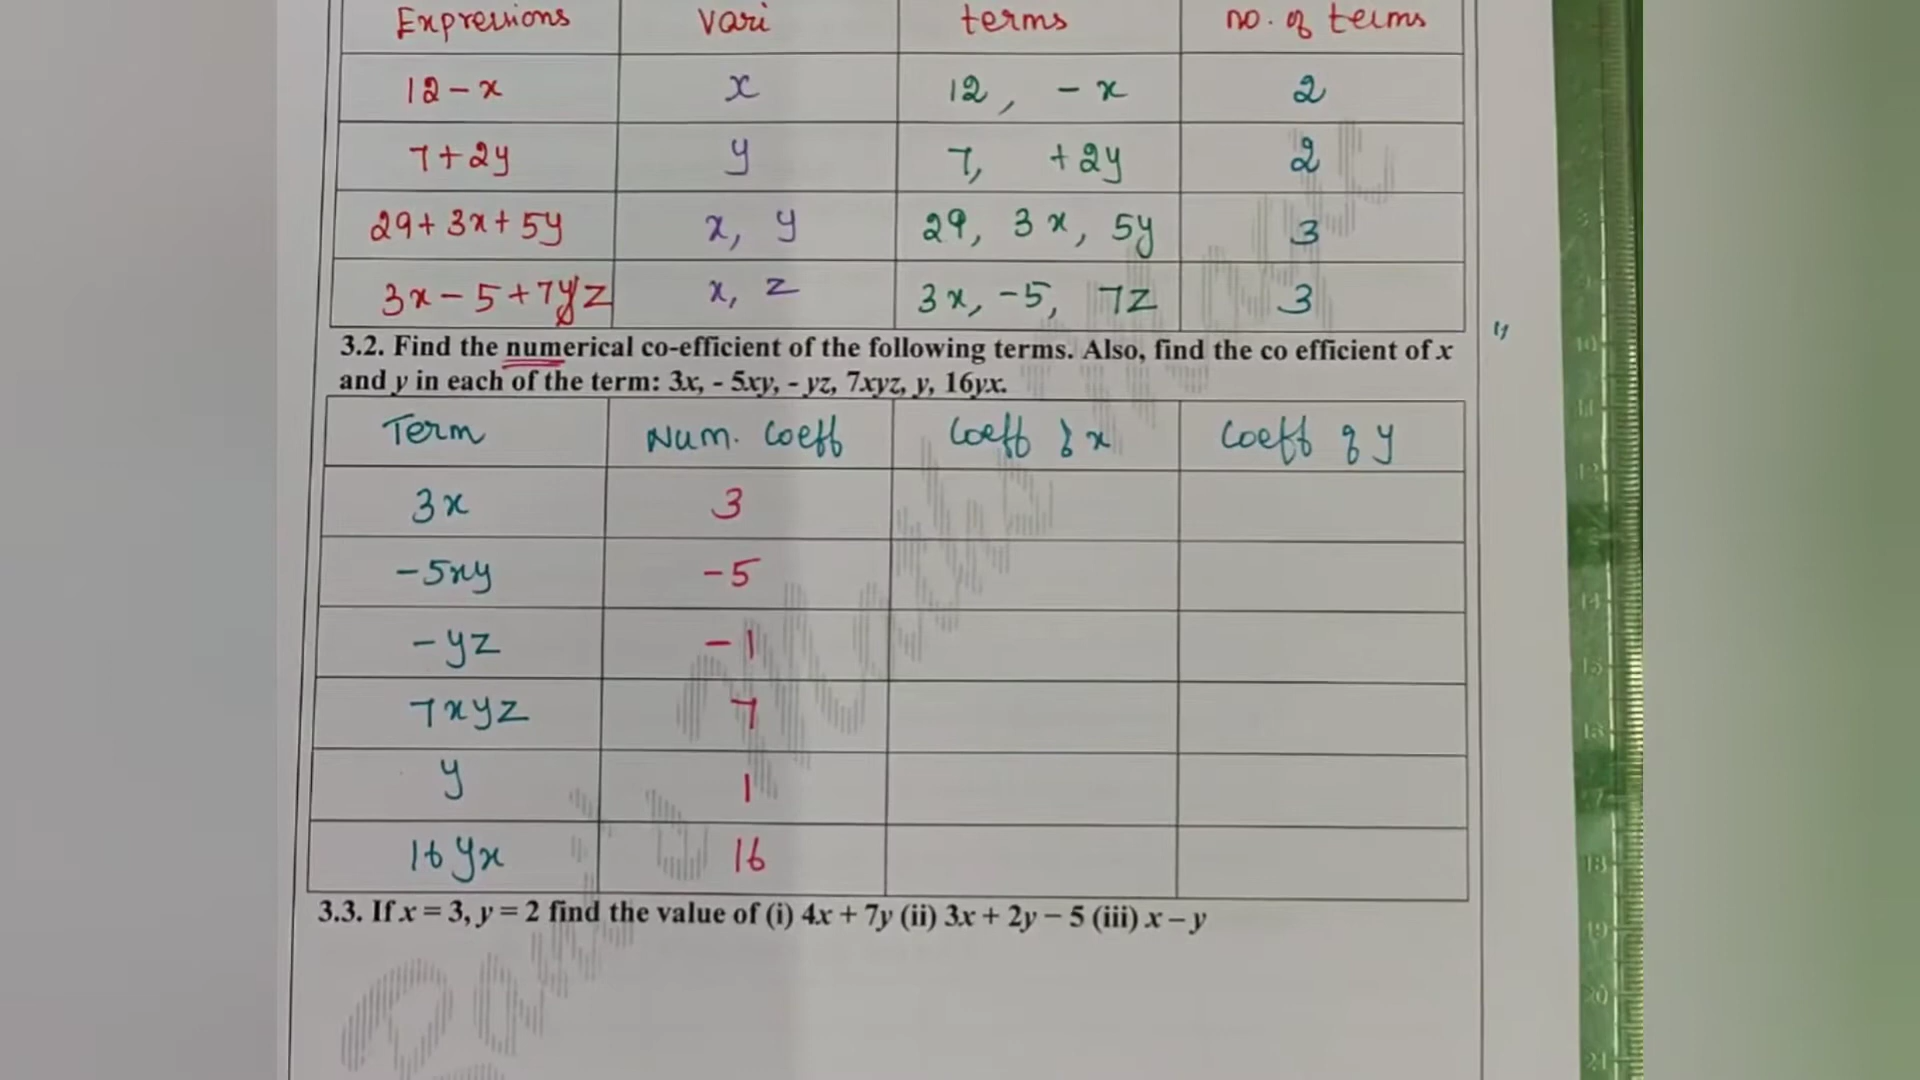 Expressions vari terms no. of terms
12 - x x 12, - x 2
7 + 2y y 7, + 2y 2
29 + 3x + 5y x, y 29, 3x, 5y 3
3x - 5 + 7z x, z 3x, -5, 7z 3
3.2. Find the numerical co-efficient of the following terms. Also, find the co efficient of x
and y in each of the term: 3x, - 5xy, - yz, 7xyz, y, 16yx.
Term Num. Coeff Coeff of x Coeff of y
3x 3
-5xy -5
-yz -1
7xyz 7
y 1
16yx 16
3.3. If x = 3, y = 2 find the value of (i) 4x + 7y (ii) 3x + 2y – 5 (iii) x – y